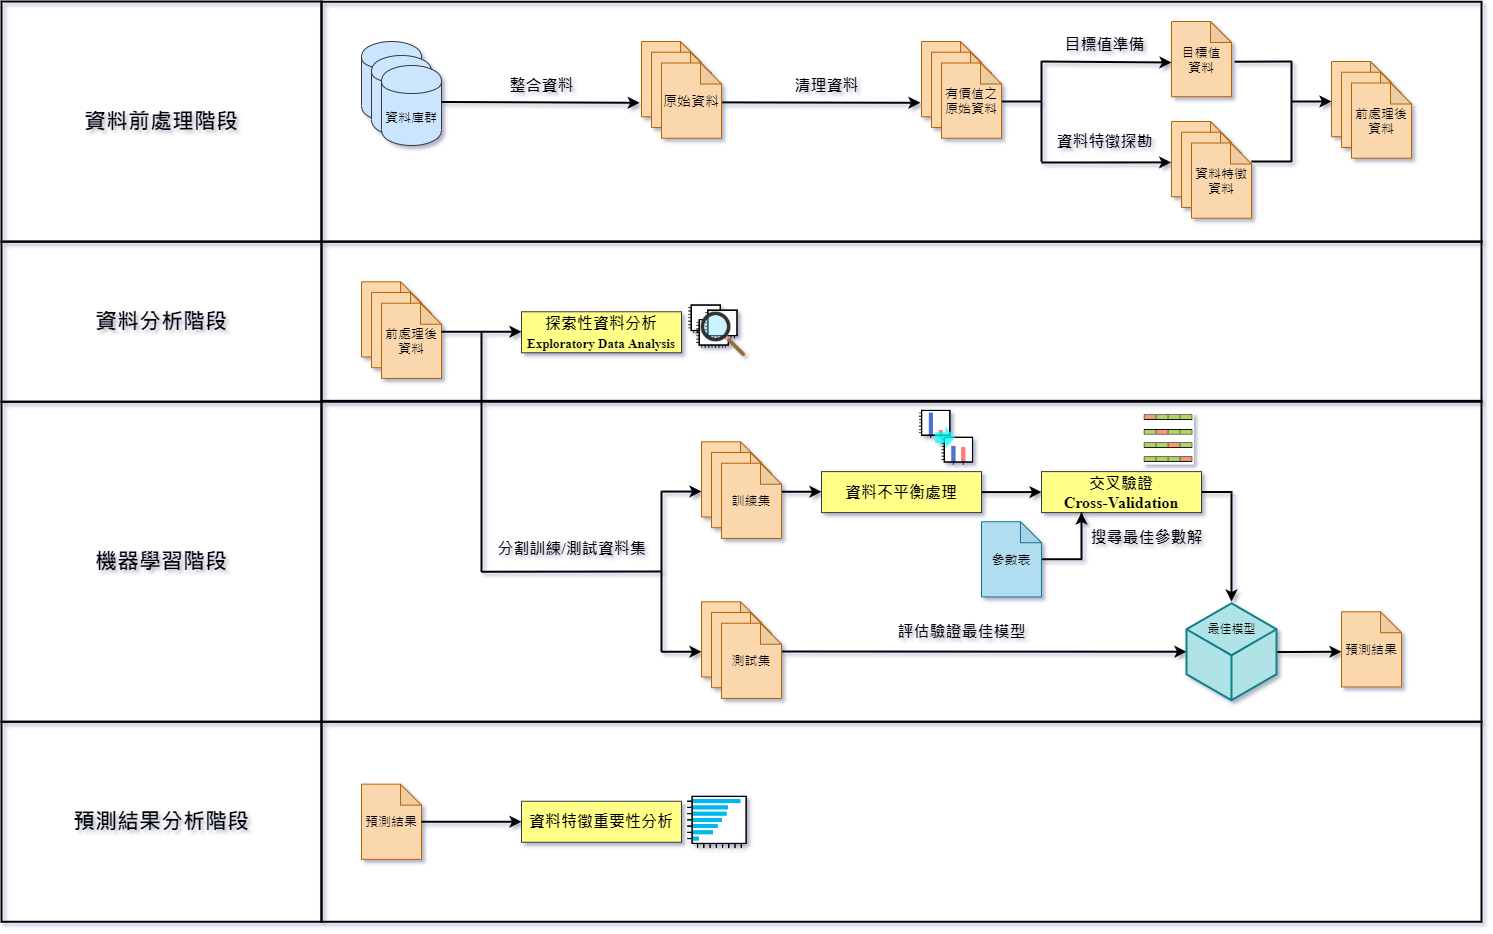 資料前處理階段
資料庫群
整合資料
原始資料
清理資料
有價值之
原始資料
目標值準備
目標值
資料
資料特徵探勘
資料特徵
資料
前處理後
資料
資料分析階段
前處理後
資料
探索性資料分析
Exploratory Data Analysis
機器學習階段
分割訓練/測試資料集
訓練集
資料不平衡處理
交叉驗證
Cross-Validation
參數表
搜尋最佳參數解
測試集
評估驗證最佳模型
最佳模型
預測結果
預測結果分析階段
預測結果
資料特徵重要性分析